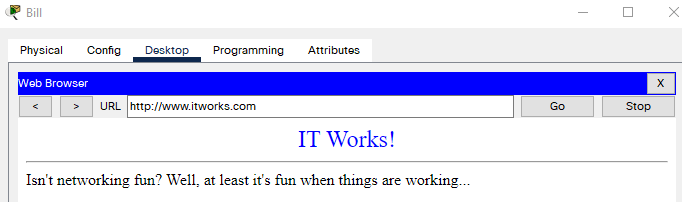 Bill
Physical Config Desktop Programming Attributes
Web Browser X
< > URL http://www.itworks.com Go Stop
IT Works!
Isn't networking fun? Well, at least it's fun when things are working...